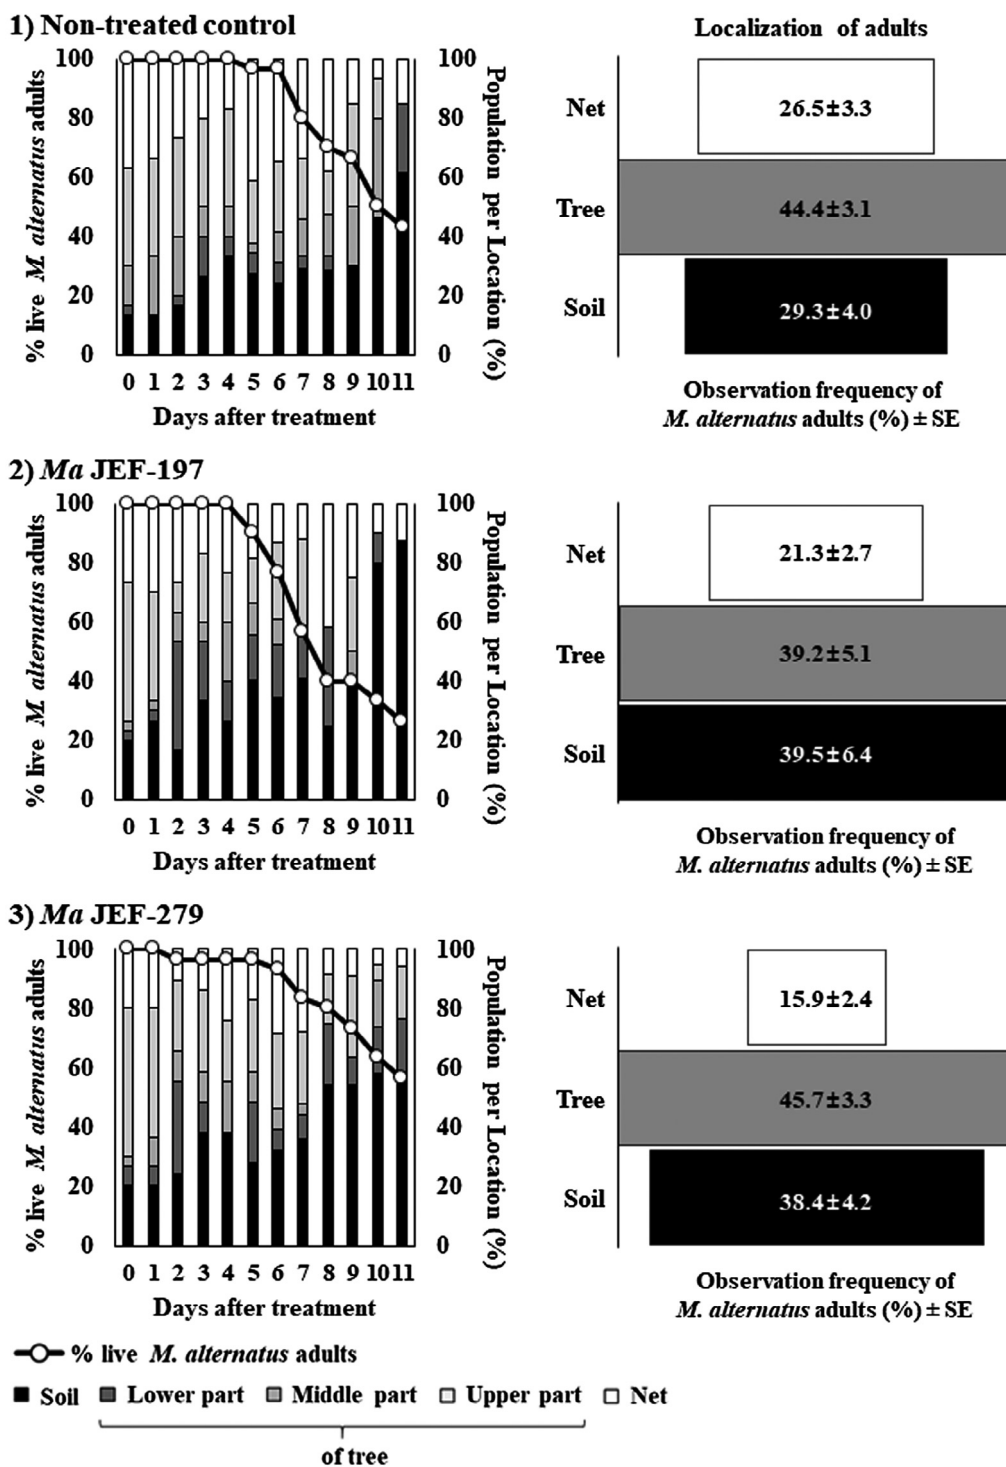 1) Non-treated control
% live M. alternatus adults
100
80
60
40
20
0
100
80
60
40
20
0
Population per Location (%)
0 1 2 3 4 5 6 7 8 9 10 11
Days after treatment
Localization of adults
Net
26.5±3.3
Tree
44.4±3.1
Soil
29.3±4.0
Observation frequency of
M. alternatus adults (%) ± SE
2) Ma JEF-197
% live M. alternatus adults
100
80
60
40
20
0
100
80
60
40
20
0
Population per Location (%)
0 1 2 3 4 5 6 7 8 9 10 11
Days after treatment
Net
21.3±2.7
Tree
39.2±5.1
Soil
39.5±6.4
Observation frequency of
M. alternatus adults (%) ± SE
3) Ma JEF-279
% live M. alternatus adults
100
80
60
40
20
0
100
80
60
40
20
0
Population per Location (%)
0 1 2 3 4 5 6 7 8 9 10 11
Days after treatment
Net
15.9±2.4
Tree
45.7±3.3
Soil
38.4±4.2
Observation frequency of
M. alternatus adults (%) ± SE
% live M. alternatus adults
Soil Lower part Middle part Upper part Net
of tree